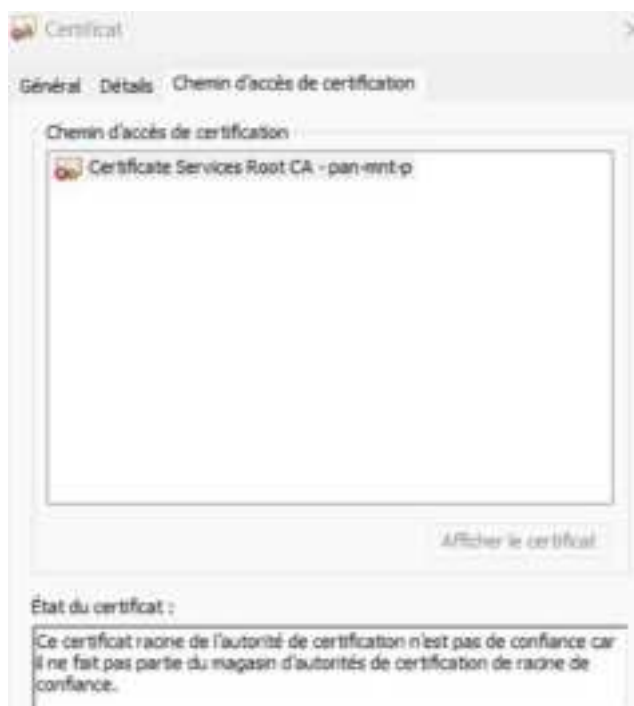 Certificat
Général Détails Chemin d'accès de certification
Chemin d'accès de certification
Certificate Services Root CA - pan-mnt-p
Afficher le certificat
État du certificat :
Ce certificat racine de l'autorité de certification n'est pas de confiance car
il ne fait pas partie du magasin d'autorités de certification de racine de
confiance.